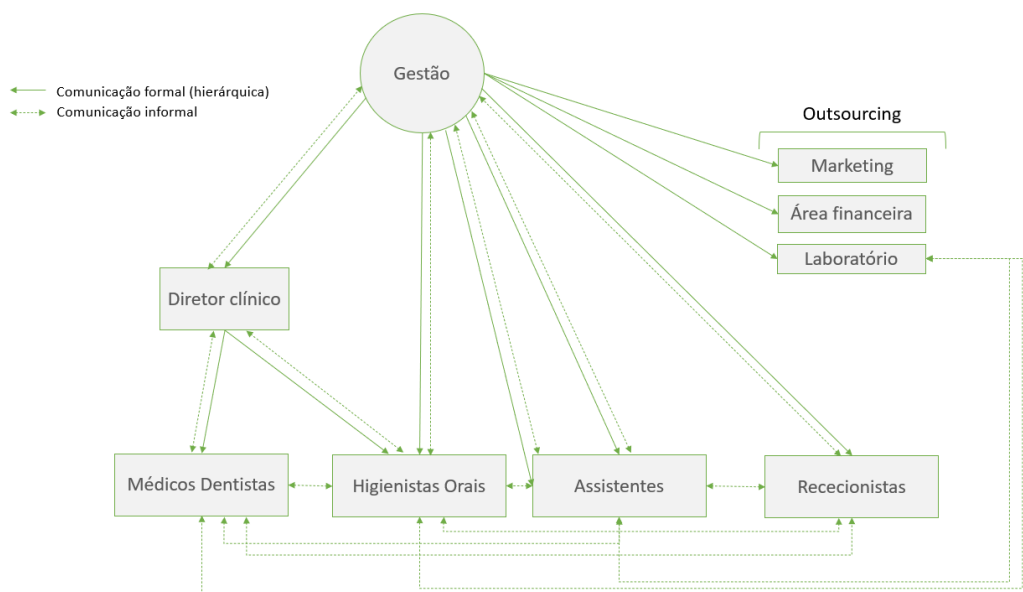 Gestão
Comunicação formal (hierárquica)
Comunicação informal
Outsourcing
Marketing
Área financeira
Laboratório
Diretor clínico
Médicos Dentistas
Higienistas Orais
Assistentes
Rececionistas